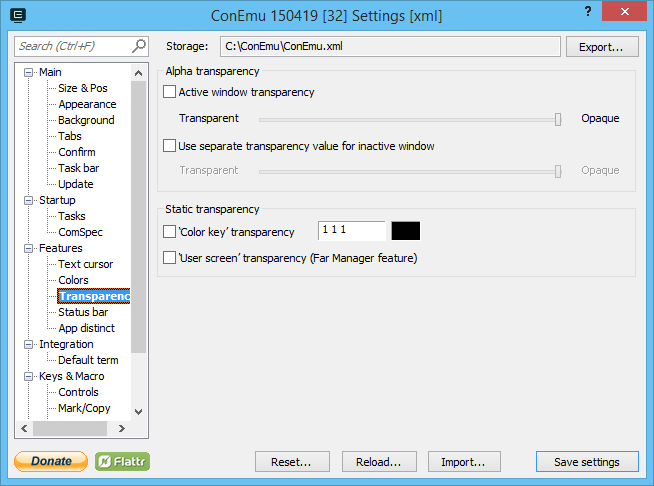 ConEmu 150419 [32] Settings [xml]
?
Search (Ctrl+F)
Storage:
C:\ConEmu\ConEmu.xml
Export...
Main
Size & Pos
Appearance
Background
Tabs
Confirm
Task bar
Update
Startup
Tasks
ComSpec
Features
Text cursor
Colors
Transparenc
Status bar
App distinct
Integration
Default term
Keys & Macro
Controls
Mark/Copy
Alpha transparency
Active window transparency
Transparent
Opaque
Use separate transparency value for inactive window
Transparent
Opaque
Static transparency
'Color key' transparency
1 1 1
'User screen' transparency (Far Manager feature)
Donate
Flattr
Reset...
Reload...
Import...
Save settings